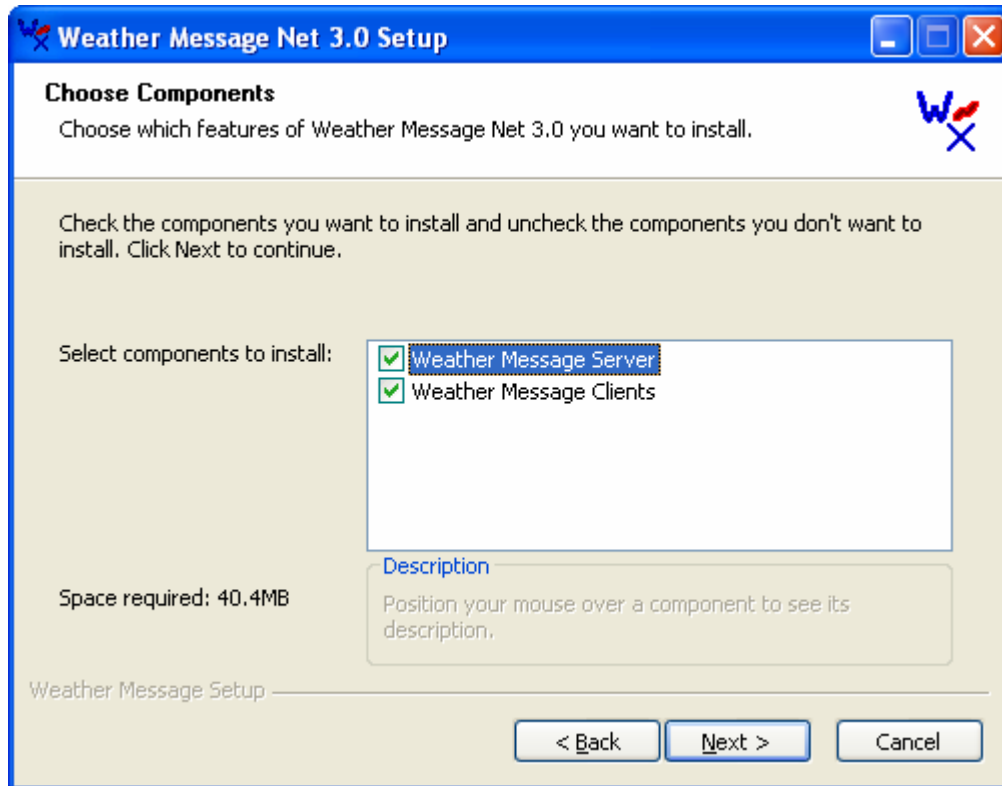 Weather Message Net 3.0 Setup
Choose Components
Choose which features of Weather Message Net 3.0 you want to install.
Check the components you want to install and uncheck the components you don't want to
install. Click Next to continue.
Select components to install:
Weather Message Server
Weather Message Clients
Space required: 40.4MB
Description
Position your mouse over a component to see its
description.
Weather Message Setup
< Back
Next >
Cancel